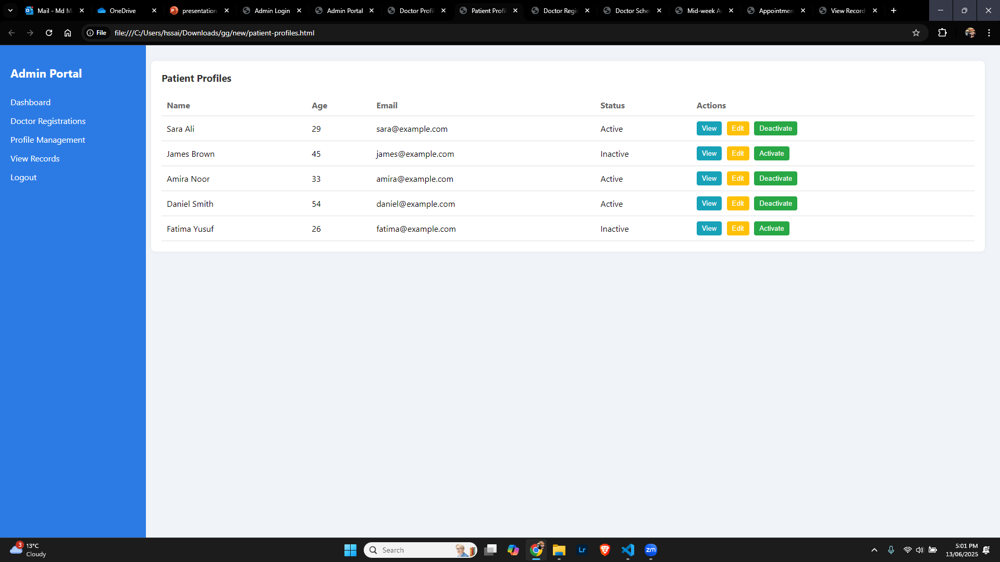 Mail - Md M
OneDrive
presentation
Admin Login
Admin Portal
Doctor Profil
Patient Profil
Doctor Regis
Doctor Sche
Mid-week A
Appointmen
View Record
File
file:///C:/Users/hssai/Downloads/gg/new/patient-profiles.html
Admin Portal
Dashboard
Doctor Registrations
Profile Management
View Records
Logout
Patient Profiles
Name Age Email Status Actions
Sara Ali 29 sara@example.com Active View Edit Deactivate
James Brown 45 james@example.com Inactive View Edit Activate
Amira Noor 33 amira@example.com Active View Edit Deactivate
Daniel Smith 54 daniel@example.com Active View Edit Deactivate
Fatima Yusuf 26 fatima@example.com Inactive View Edit Activate
3
13°C
Cloudy
Search
Lr
zm
5:01 PM
13/06/2025